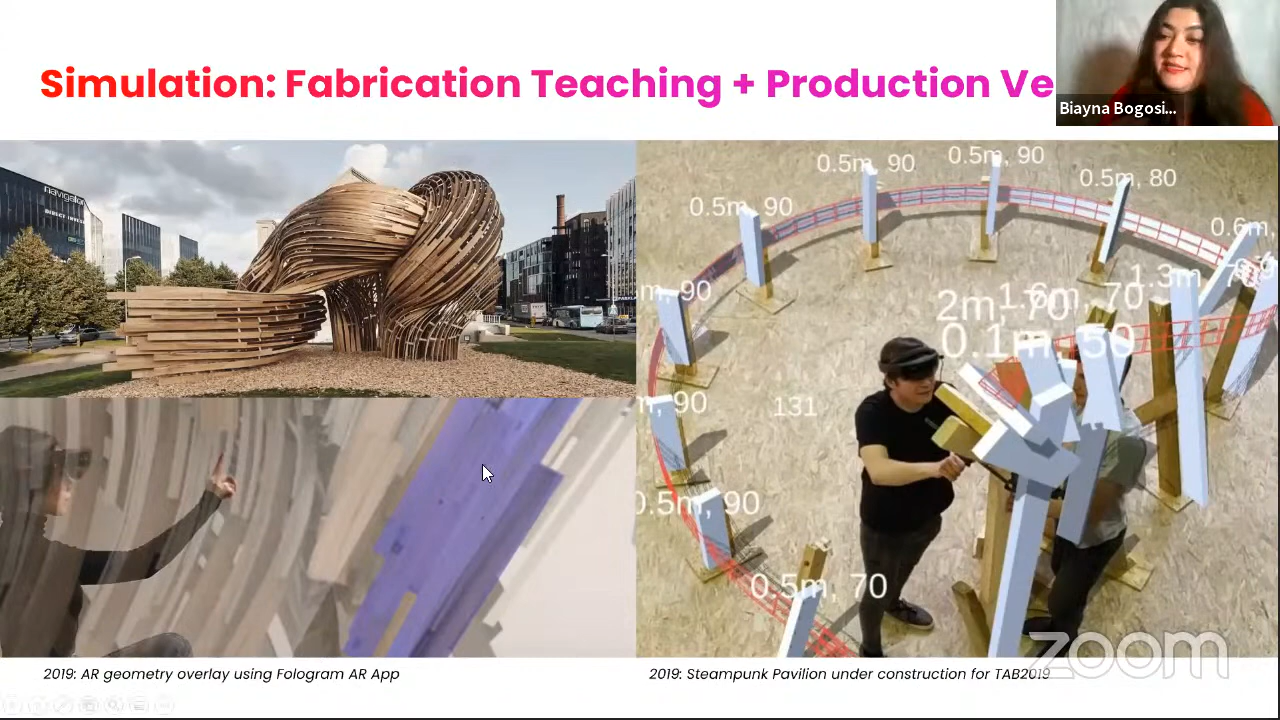 Simulation: Fabrication Teaching + Production Ve
Biayna Bogosi...
navigator
DIRECT
0.5m, 90
0.5m, 90
0.5m, 80
0.5m, 90
0.6m,
m, 90
1.3m, 70
1.6m, 70
2m, 70
0.1m, 50
m, 90
131
0.5m, 90
0.5m, 70
zoom
2019: AR geometry overlay using Fologram AR App
2019: Steampunk Pavilion under construction for TAB2019